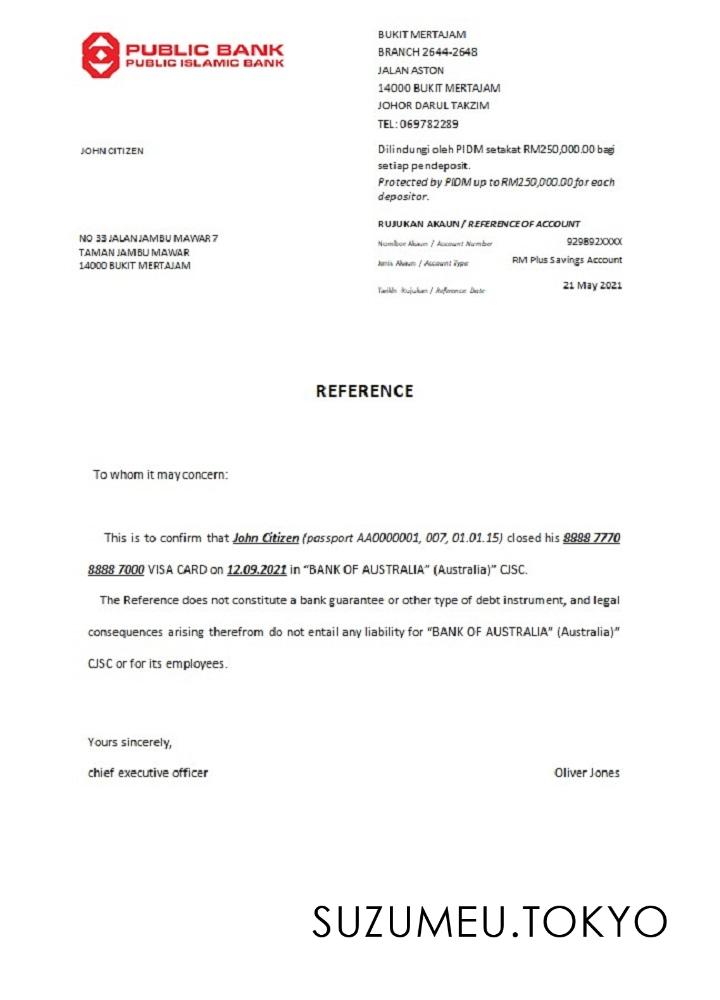 PUBLIC BANK
PUBLIC ISLAMIC BANK
BUKIT MERTAJAM
BRANCH 2644-2648
JALAN ASTON
14000 BUKIT MERTAJAM
JOHOR DARUL TAKZIM
TEL: 069782289
JOHN CITIZEN
Dilindungi oleh PIDM setakat RM250,000.00 bagi
setiap pendeposit.
Protected by PIDM up to RM250,000.00 for each
depositor.
NO 33 JALAN JAMBU MAWAR 7
TAMAN JAMBU MAWAR
14000 BUKIT MERTAJAM
RUJUKAN AKAUN / REFERENCE OF ACCOUNT
Nombor Akaun / Account Number 929892XXXX
Jenis Akaun / Account Type RM Plus Savings Account
Tarikh Rujukan / Reference Date 21 May 2021
REFERENCE
To whom it may concern:
This is to confirm that John Citizen (passport AA0000001, 007, 01.01.15) closed his 8888 7770
8888 7000 VISA CARD on 12.09.2021 in “BANK OF AUSTRALIA” (Australia)” CJSC.
The Reference does not constitute a bank guarantee or other type of debt instrument, and legal
consequences arising therefrom do not entail any liability for “BANK OF AUSTRALIA” (Australia)”
CJSC or for its employees.
Yours sincerely,
chief executive officer Oliver Jones
SUZUMEU.TOKYO